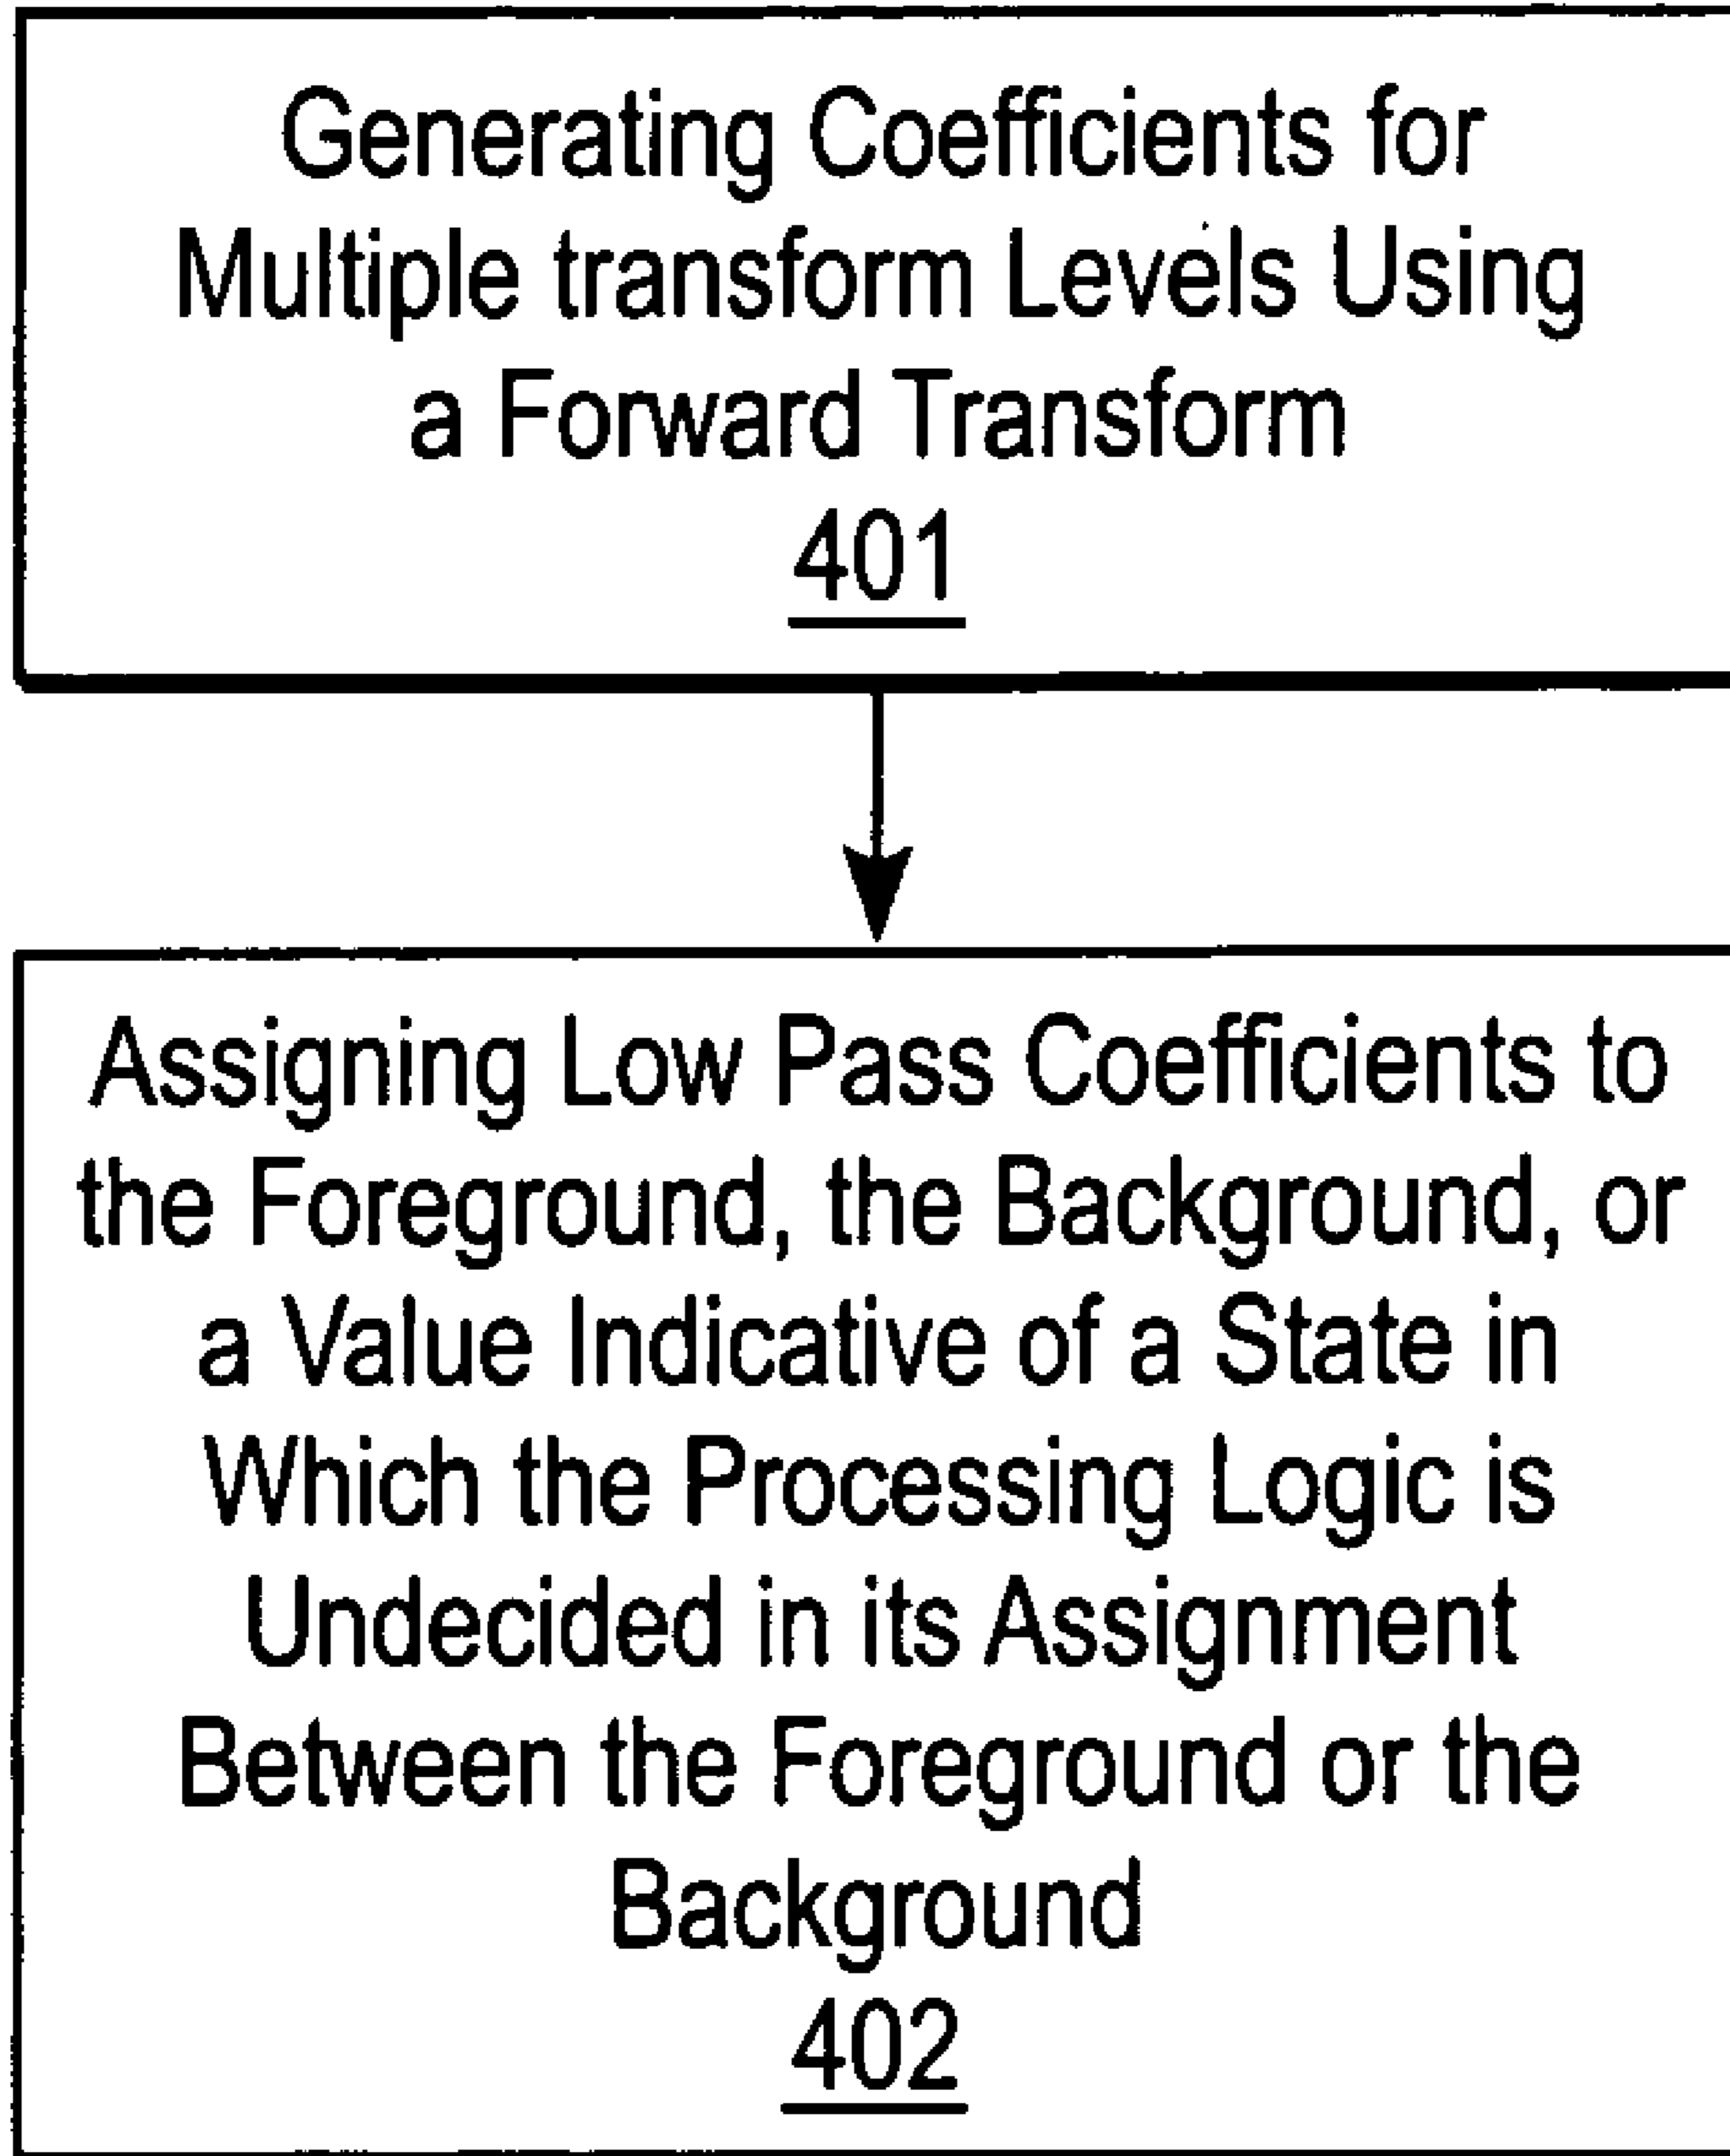 Generating Coefficients for
Multiple transform Levels Using
a Forward Transform
401
Assigning Low Pass Coefficients to
the Foreground, the Background, or
a Value Indicative of a State in
Which the Processing Logic is
Undecided in its Assignment
Between the Foreground or the
Background
402